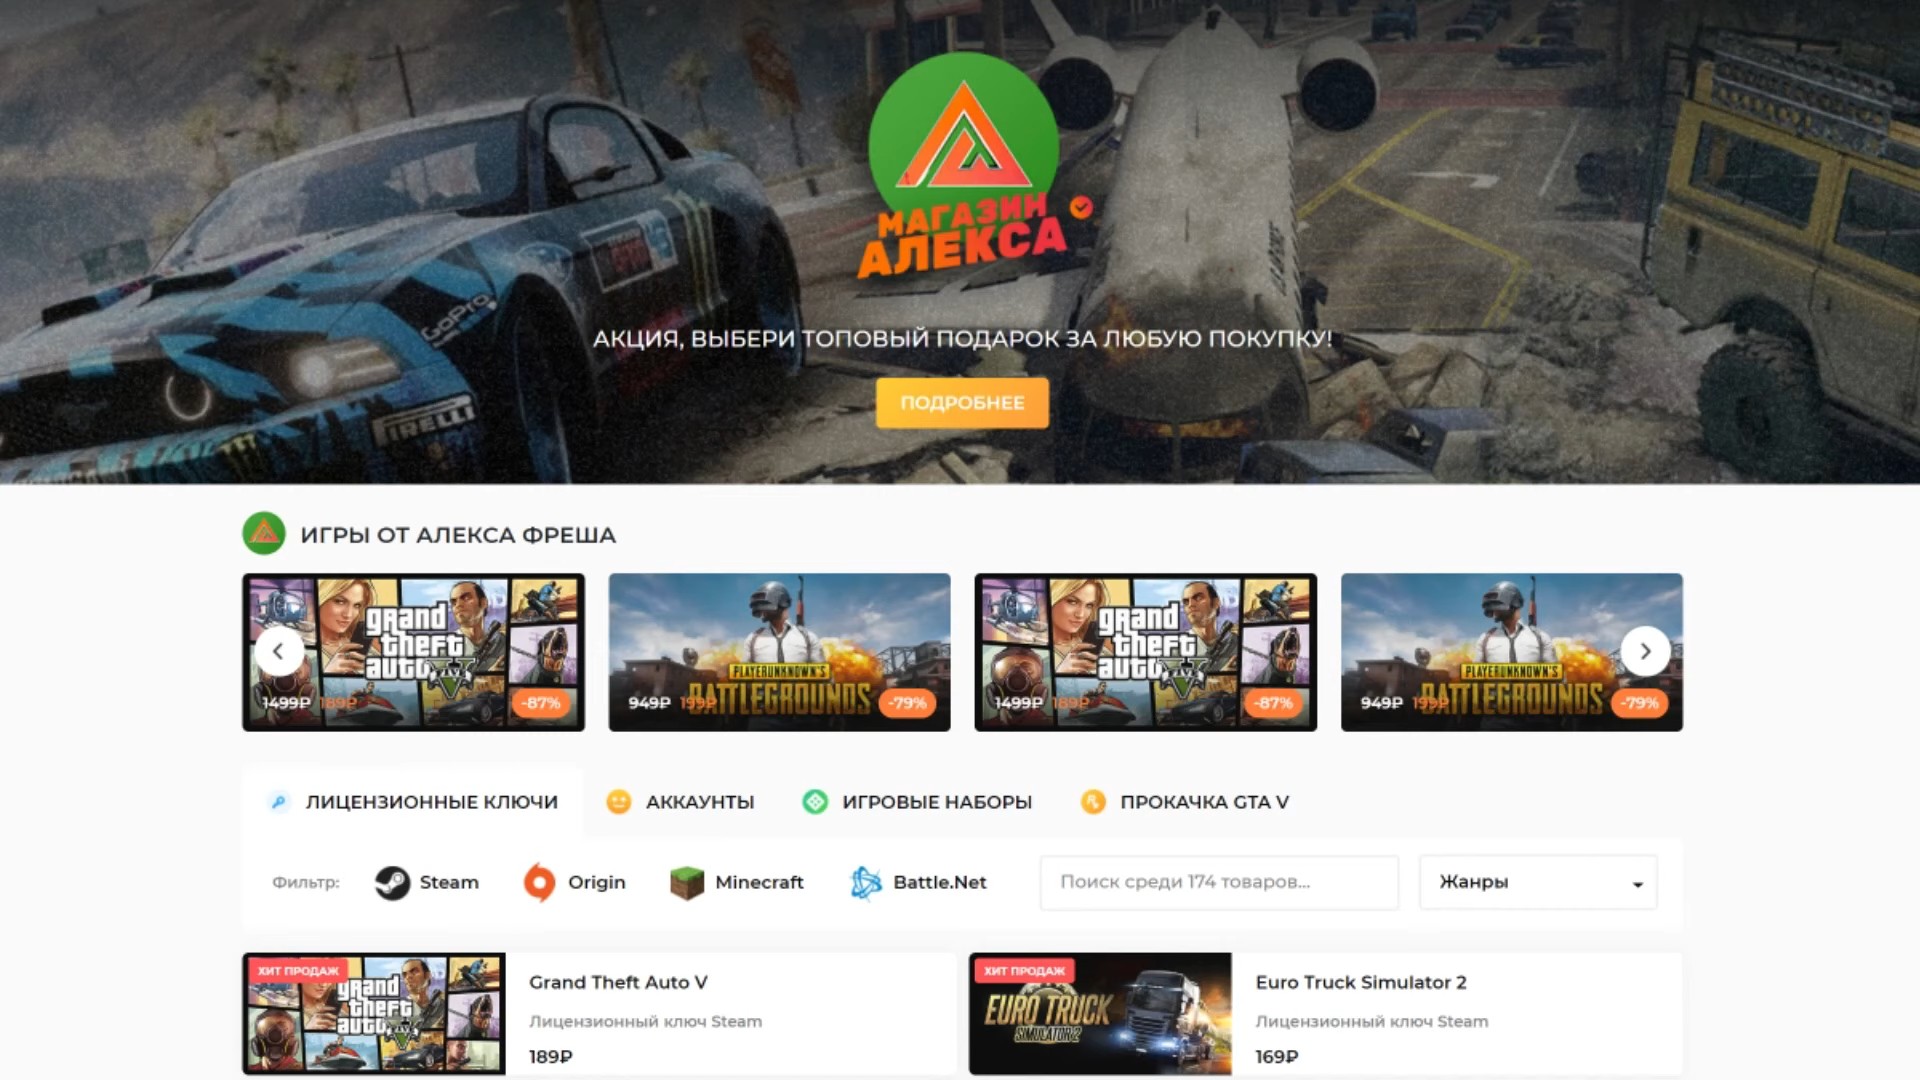 GoPro
PIRELLI
МАГАЗИН
АЛЕКСА
АКЦИЯ, ВЫБЕРИ ТОПОВЫЙ ПОДАРОК ЗА ЛЮБУЮ ПОКУПКУ!
ПОДРОБНЕЕ
ИГРЫ ОТ АЛЕКСА ФРЕША
grand
theft
auto
V
1499₽ 189₽ -87%
PLAYERUNKNOWN'S
BATTLEGROUNDS
949₽ 199₽ -79%
grand
theft
auto
V
1499₽ 189₽ -87%
PLAYERUNKNOWN'S
BATTLEGROUNDS
949₽ 199₽ -79%
ЛИЦЕНЗИОННЫЕ КЛЮЧИ АККАУНТЫ ИГРОВЫЕ НАБОРЫ ПРОКАЧКА GTA V
Фильтр: Steam Origin Minecraft Battle.Net Поиск среди 174 товаров... Жанры
ХИТ ПРОДАЖ
grand
theft
auto
V
Grand Theft Auto V
Лицензионный ключ Steam
189₽
ХИТ ПРОДАЖ
EURO TRUCK
SIMULATOR 2
Euro Truck Simulator 2
Лицензионный ключ Steam
169₽